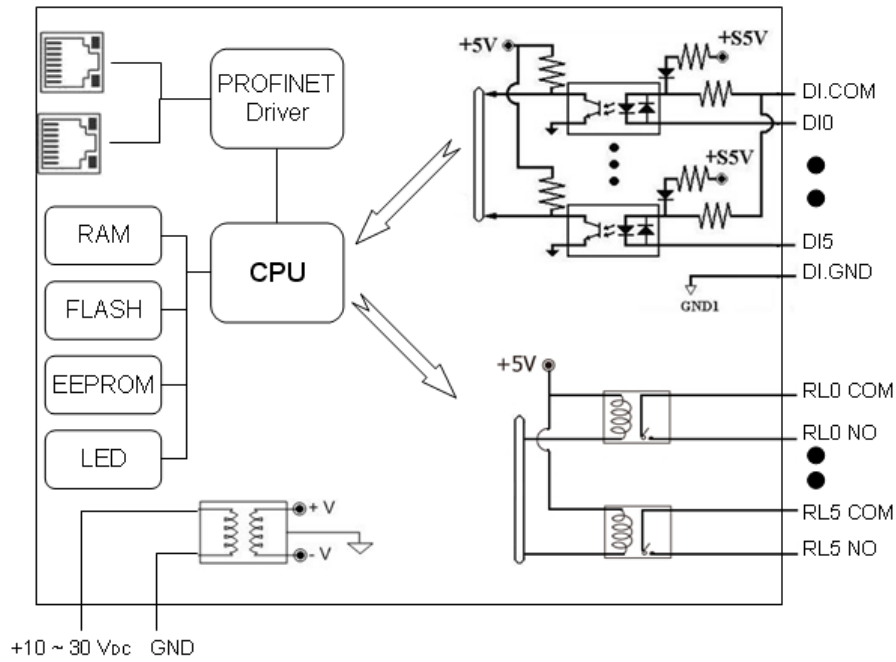 PROFINET
Driver
CPU
RAM
FLASH
EEPROM
LED
+5V
+S5V
DI.COM
DI0
+S5V
DI5
DI.GND
GND1
+5V
RL0 COM
RL0 NO
RL5 COM
RL5 NO
+ V
- V
+10 ~ 30 VDC
GND